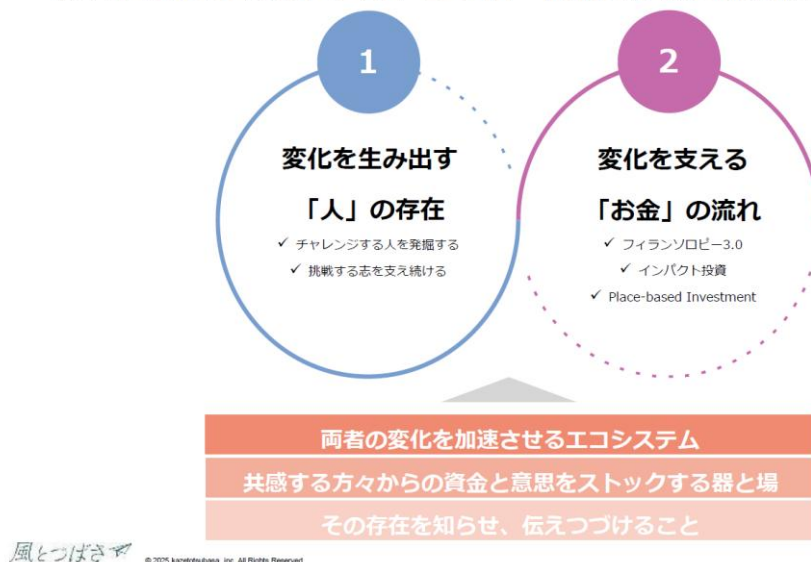 1
変化を生み出す
「人」の存在
✓ チャレンジする人を発掘する
✓ 挑戦する志を支え続ける
2
変化を支える
「お金」の流れ
✓ フィランソロピー3.0
✓ インパクト投資
✓ Place-based Investment
両者の変化を加速させるエコシステム
共感する方々からの資金と意思をストックする器と場
その存在を知らせ、伝えつづけること
風とつばさ
© 2025 kazetotsubasa, inc. All Rights Reserved.